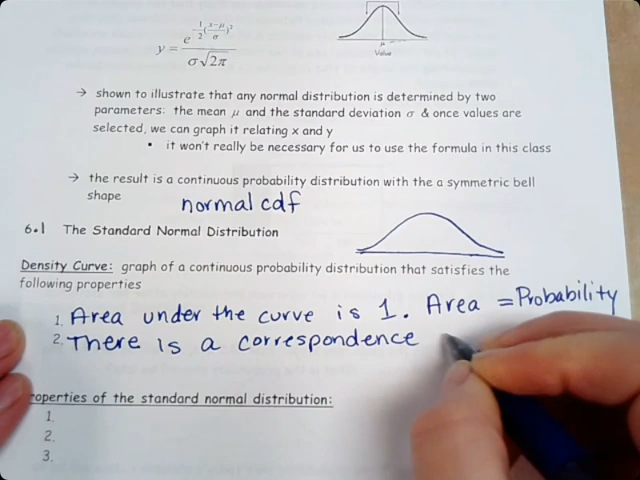 y = e^{-\frac{1}{2}(\frac{x-μ}{σ})^2} / σ√2π
μ
Value
→ shown to illustrate that any normal distribution is determined by two
parameters: the mean μ and the standard deviation σ & once values are
selected, we can graph it relating x and y
• it won't really be necessary for us to use the formula in this class
→ the result is a continuous probability distribution with the a symmetric bell
shape
normal cdf
6.1 The Standard Normal Distribution
Density Curve: graph of a continuous probability distribution that satisfies the
following properties
1. Area under the curve is 1. Area = Probability
2. There is a correspondence
operties of the standard normal distribution:
1.
2.
3.